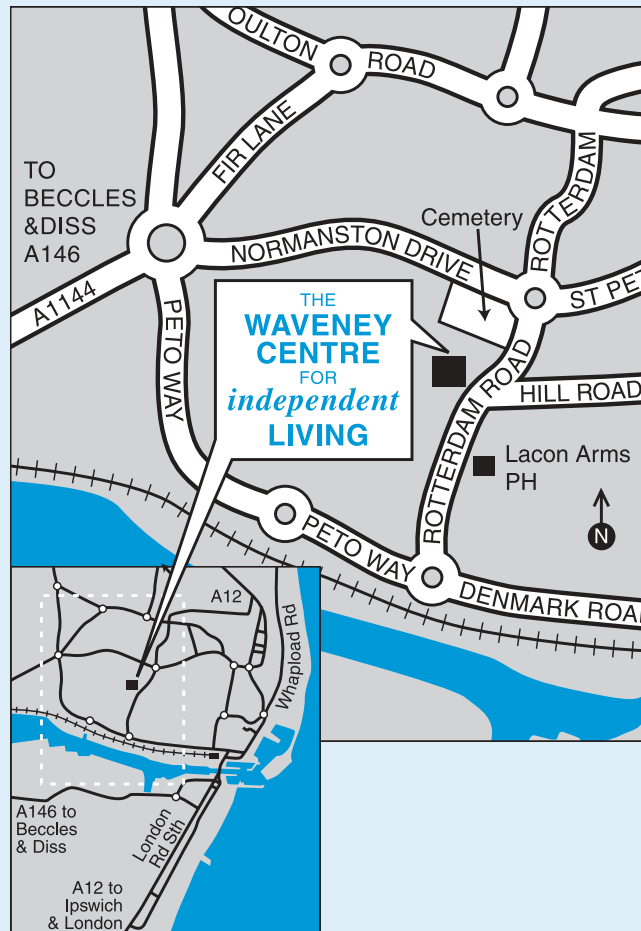 OULTON ROAD
FIR LANE
ROTTERDAM
TO
BECCLES
&DISS
A146
Cemetery
NORMANSTON DRIVE
ST PET
A1144
PETO WAY
THE
WAVENEY
CENTRE
FOR
independent
LIVING
ROTTERDAM ROAD
HILL ROAD
Lacon Arms
PH
N
PETO WAY
DENMARK ROA
A12
Whapload Rd
A146 to
Beccles
& Diss
London
Rd Sth
A12 to
Ipswich
& London